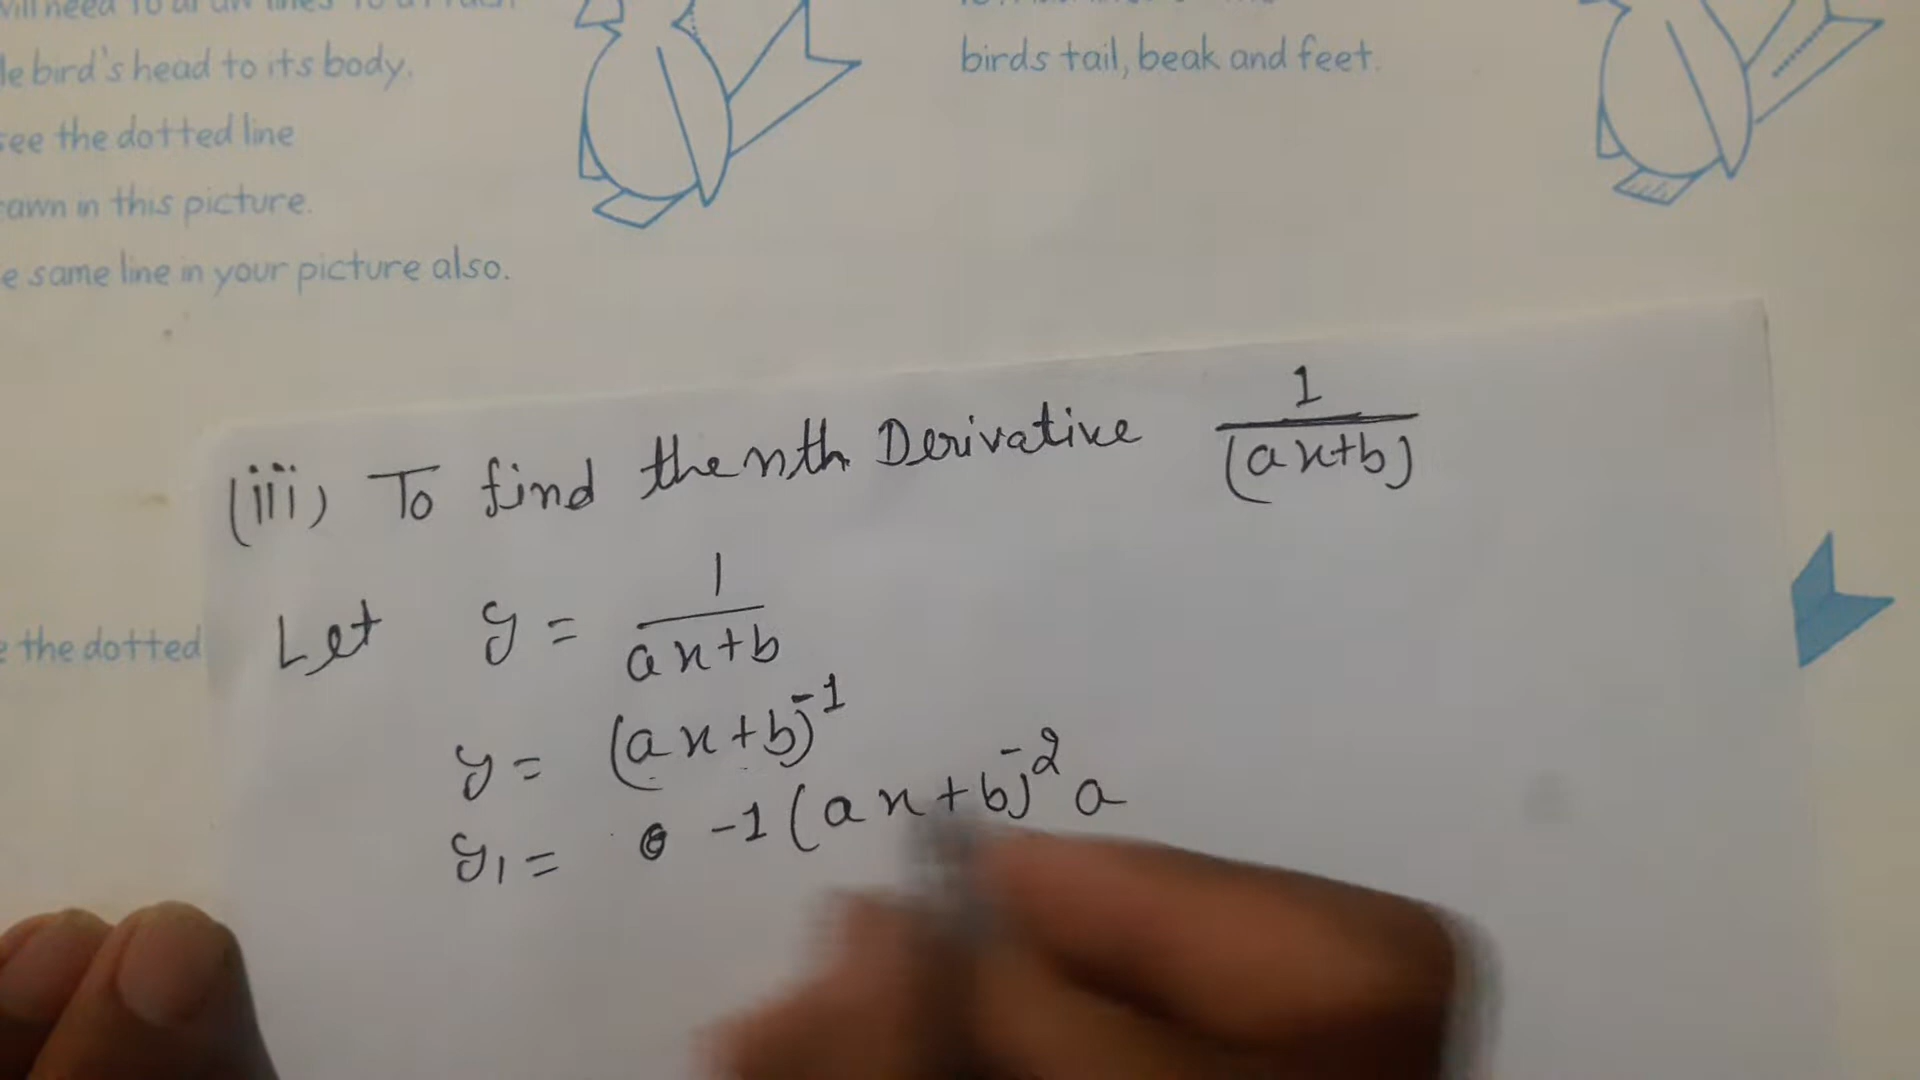 le bird's head to its body.
see the dotted line
rawn in this picture.
e same line in your picture also.
birds tail, beak and feet.
e the dotted
(iii) To find the nth Derivative 1/(ax+b)
Let y = 1/ax+b
y = (ax+b)^-1
y₁ = -1(ax+b)^-2 a